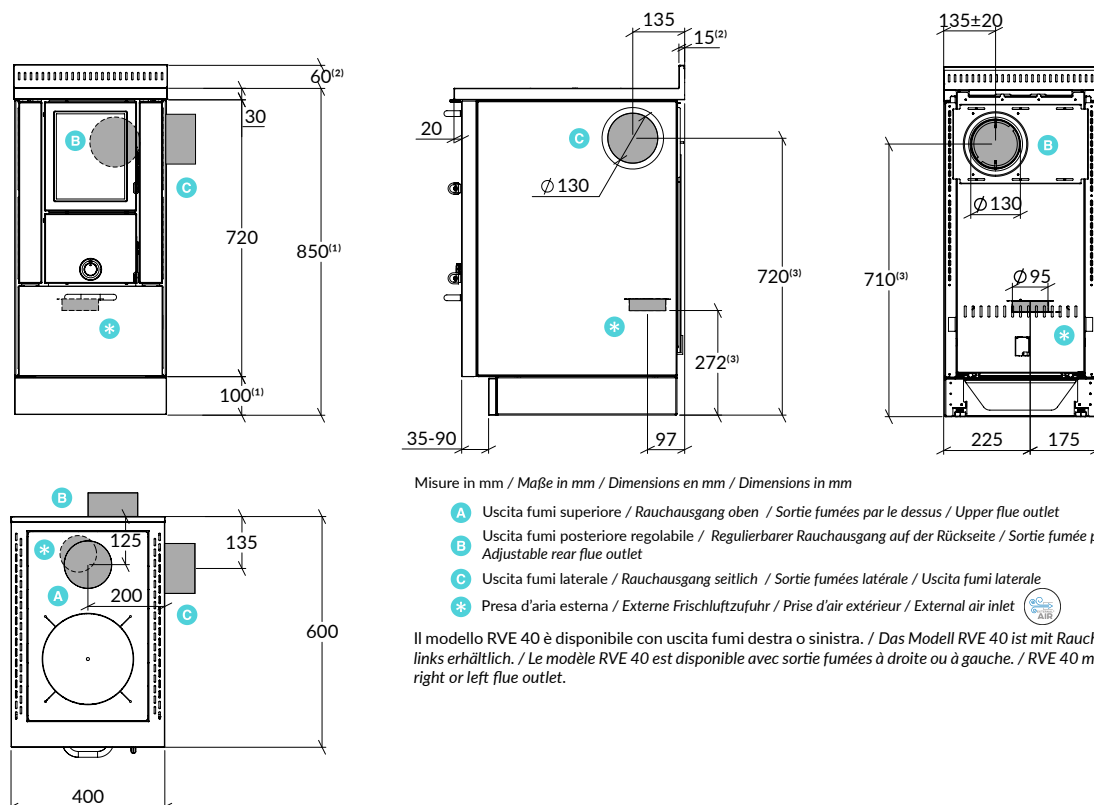 135
15(2)
135±20
60(2)
30
B
C
720
850(1)
*
100(1)
20
C
Ø 130
720(3)
*
272(3)
35-90
97
B
Ø 130
710(3)
Ø 95
*
225
175
B
125
135
*
A
200
C
600
400
Misure in mm / Maße in mm / Dimensions en mm / Dimensions in mm
A Uscita fumi superiore / Rauchausgang oben / Sortie fumées par le dessus / Upper flue outlet
B Uscita fumi posteriore regolabile / Regulierbarer Rauchausgang auf der Rückseite / Sortie fumée p
Adjustable rear flue outlet
C Uscita fumi laterale / Rauchausgang seitlich / Sortie fumées latérale / Uscita fumi laterale
* Presa d'aria esterna / Externe Frischluftzufuhr / Prise d'air extérieur / External air inlet
AIR
Il modello RVE 40 è disponibile con uscita fumi destra o sinistra. / Das Modell RVE 40 ist mit Rauch
links erhältlich. / Le modèle RVE 40 est disponible avec sortie fumées à droite ou à gauche. / RVE 40 m
right or left flue outlet.